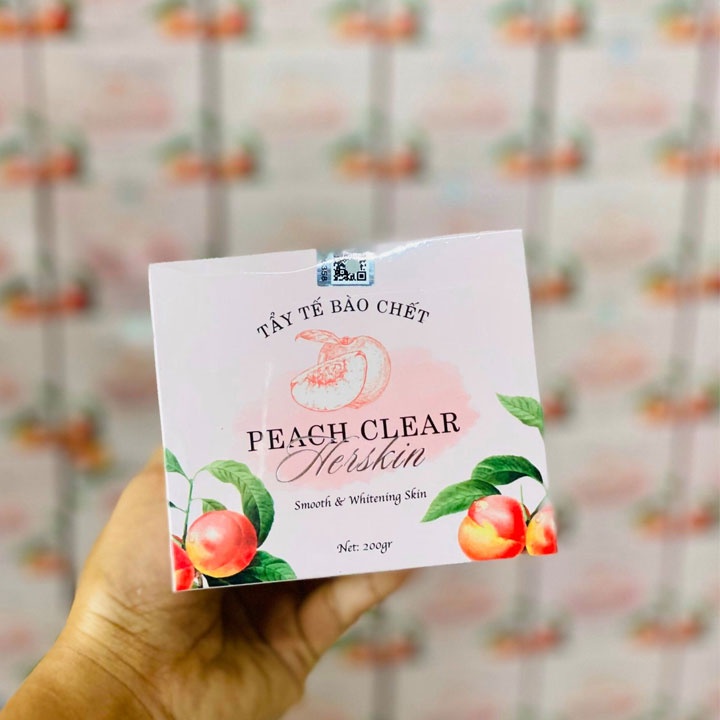 TẨY TẾ BÀO CHẾT
PEACH CLEAR
Herskin
Smooth & Whitening Skin
Net: 200gr